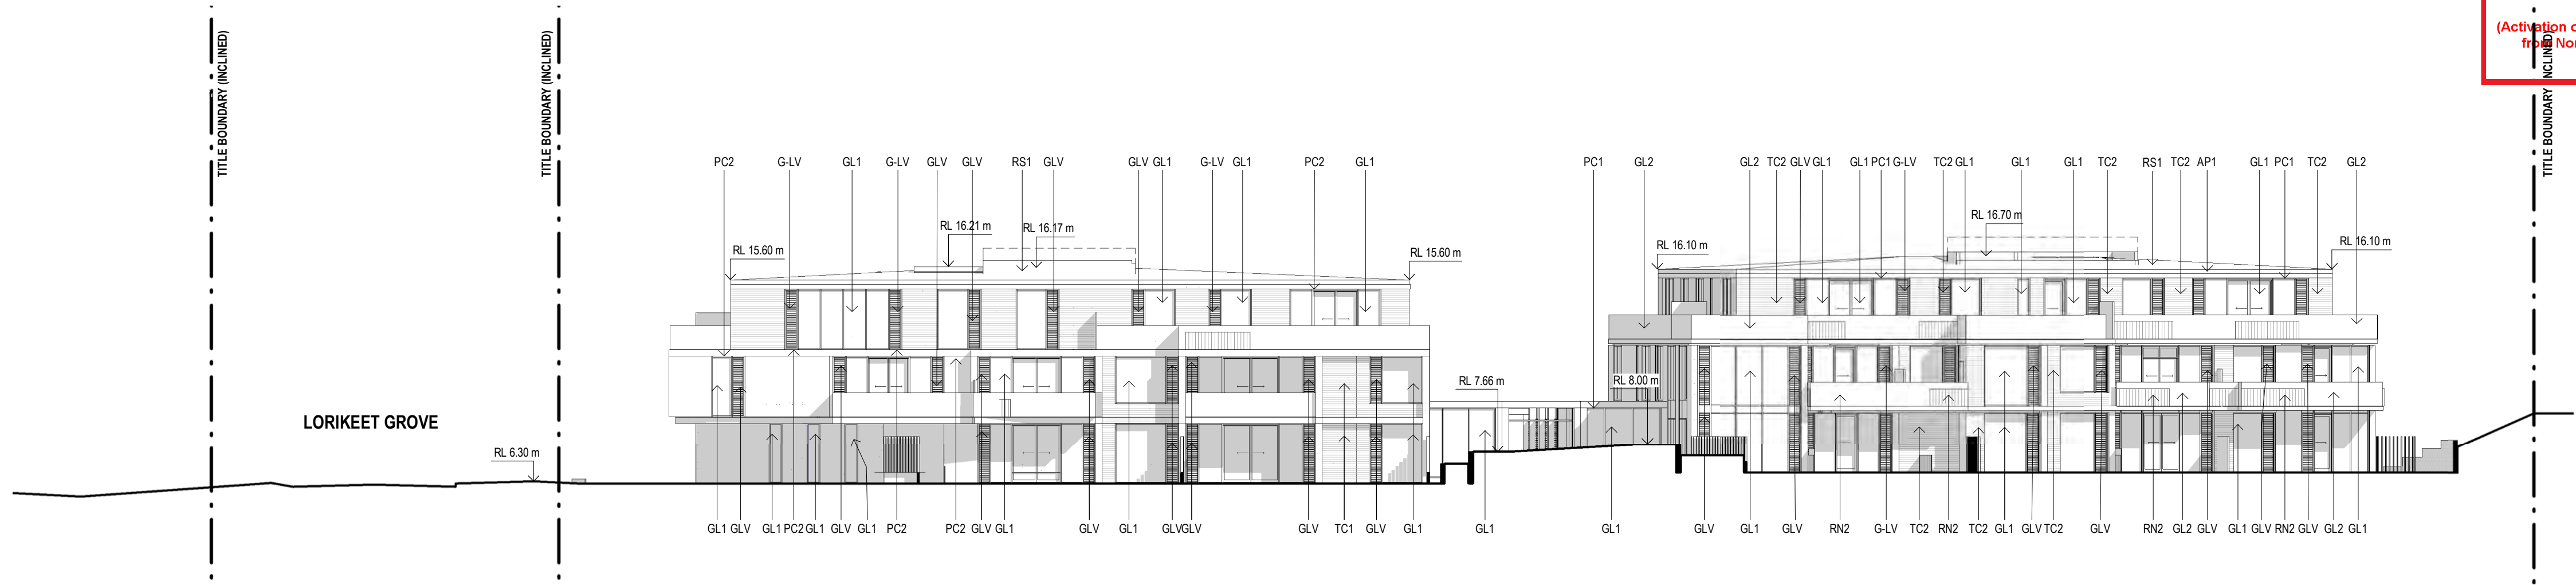 (Activation o
from Nor
TITLE BOUNDARY (INCLINED)
TITLE BOUNDARY (INCLINED)
TITLE BOUNDARY (INCLINED)
PC2 G-LV GL1 G-LV GLV GLV RS1 GLV GLV GL1 G-LV GL1 PC2 GL1 PC1 GL2 GL2 TC2 GLV GL1 GL1 PC1 G-LV TC2 GL1 GL1 GL1 TC2 RS1 TC2 AP1 GL1 PC1 TC2 GL2
RL 16.21 m
RL 16.17 m
RL 16.70 m
RL 15.60 m
RL 15.60 m
RL 16.10 m
RL 16.10 m
RL 7.66 m
RL 8.00 m
LORIKEET GROVE
RL 6.30 m
GL1 GLV GL1 PC2 GL1 GLV GL1 PC2 PC2 GLV GL1 GLV GL1 GLV GLV GLV TC1 GLV GL1 GL1 GL1 GLV GL1 GLV RN2 G-LV TC2 RN2 TC2 GL1 GLV TC2 GLV RN2 GL2 GLV GL1 GLV RN2 GLV GL2 GL1